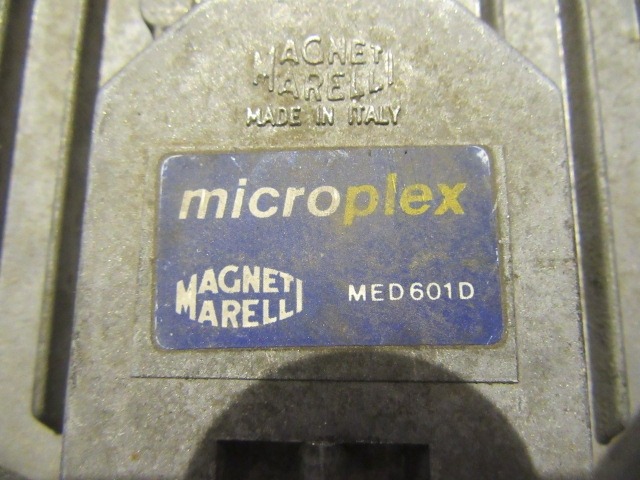 MAGNETI
MARELLI
MADE IN ITALY
microplex
MAGNETI
MARELLI
MED601D